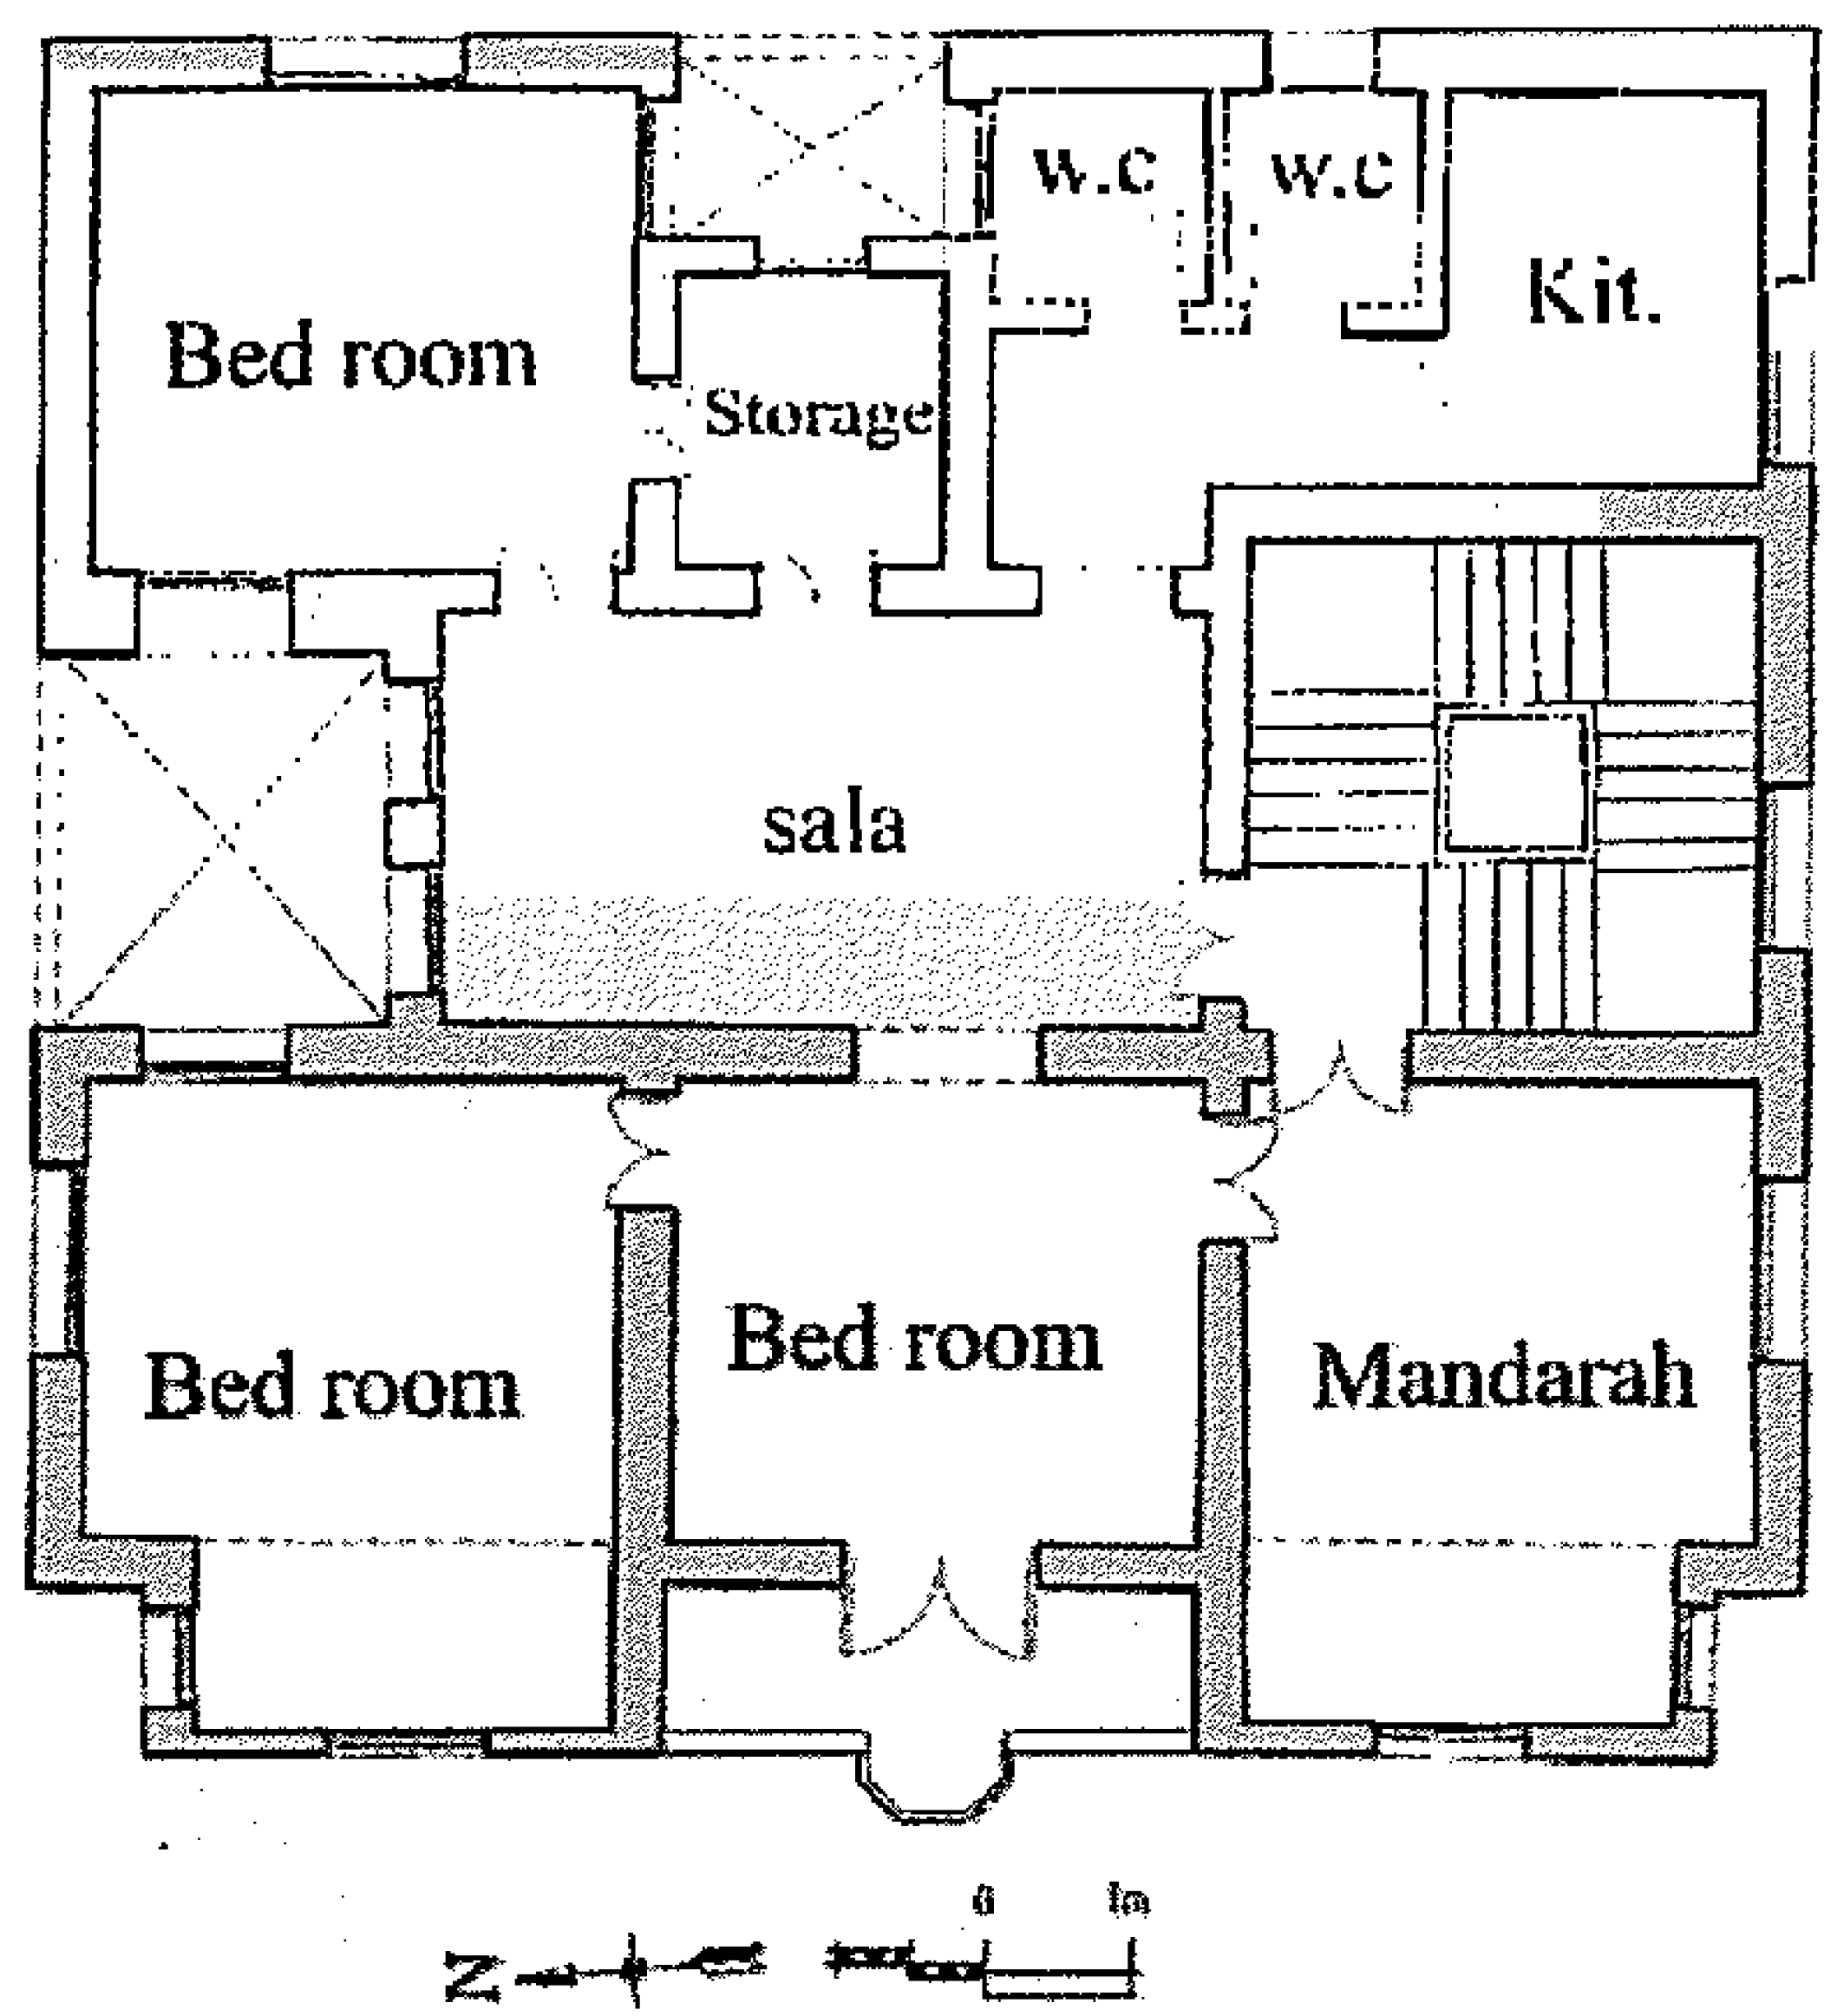 w.c
w.c
Kit.
Bed room
Storage
sala
Bed room
Bed room
Mandarah
0
1m
N